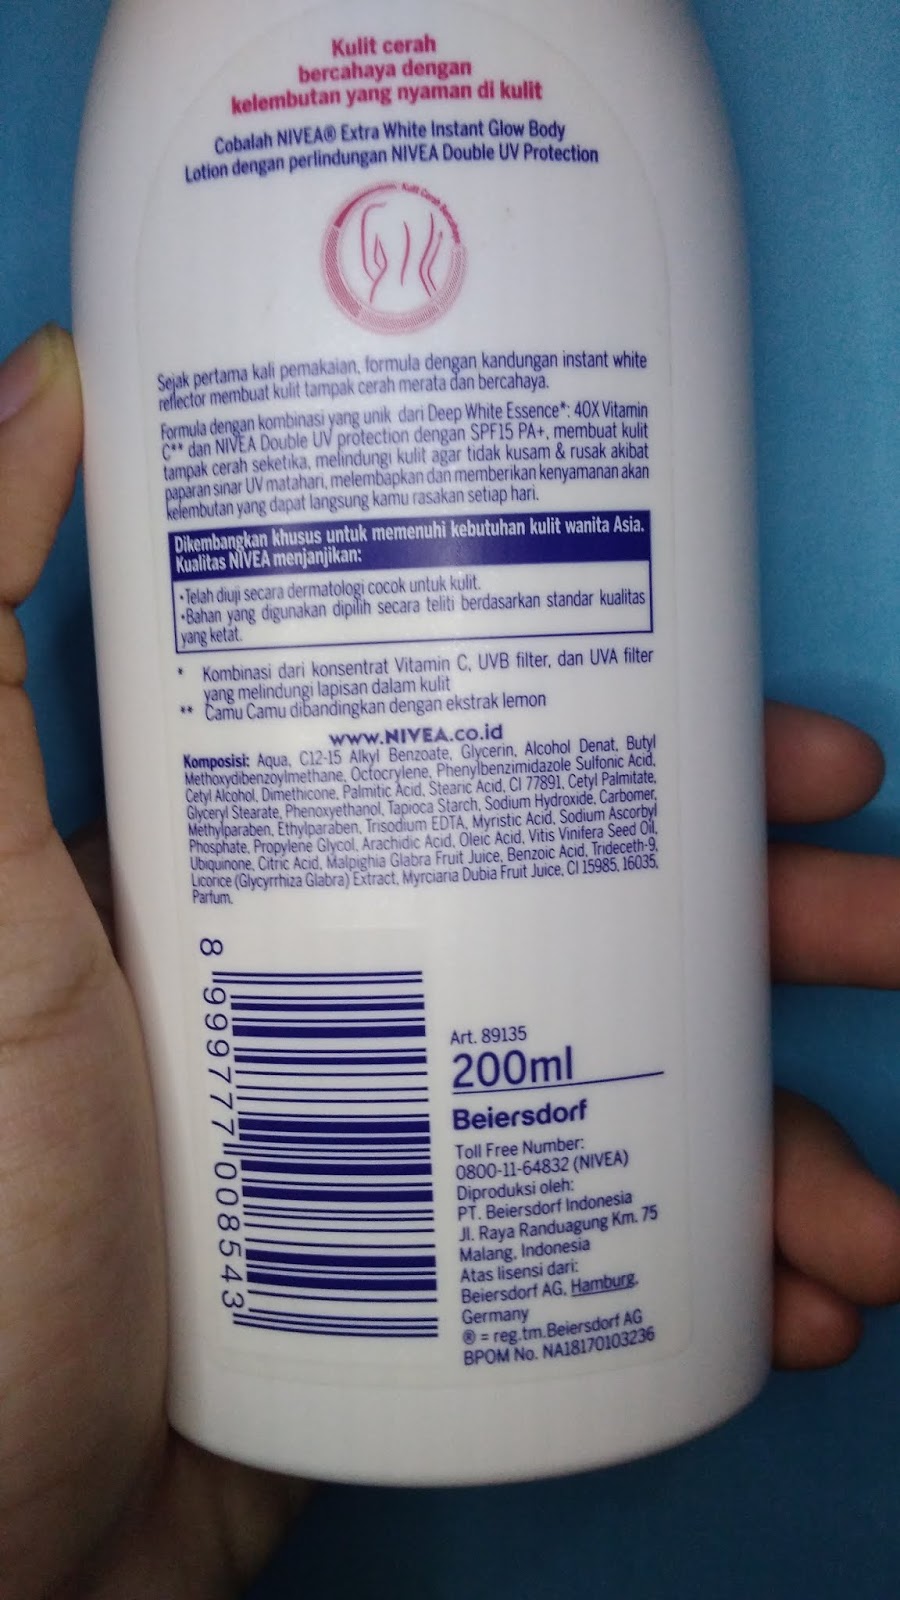 Kulit cerah
bercahaya dengan
kelembutan yang nyaman di kulit
Cobalah NIVEA® Extra White Instant Glow Body
Lotion dengan perlindungan NIVEA Double UV Protection
Kulit Cerah Bercahaya
Sejak pertama kali pemakaian, formula dengan kandungan instant white
reflector membuat kulit tampak cerah merata dan bercahaya.
Formula dengan kombinasi yang unik dari Deep White Essence*: 40X Vitamin
C** dan NIVEA Double UV protection dengan SPF15 PA+, membuat kulit
tampak cerah seketika, melindungi kulit agar tidak kusam & rusak akibat
paparan sinar UV matahari, melembapkan dan memberikan kenyamanan akan
kelembutan yang dapat langsung kamu rasakan setiap hari.
Dikembangkan khusus untuk memenuhi kebutuhan kulit wanita Asia.
Kualitas NIVEA menjanjikan:
•Telah diuji secara dermatologi cocok untuk kulit.
•Bahan yang digunakan dipilih secara teliti berdasarkan standar kualitas
yang ketat.
* Kombinasi dari konsentrat Vitamin C, UVB filter, dan UVA filter
yang melindungi lapisan dalam kulit
** Camu Camu dibandingkan dengan ekstrak lemon
www.NIVEA.co.id
Komposisi: Aqua, C12-15 Alkyl Benzoate, Glycerin, Alcohol Denat, Butyl
Methoxydibenzoylmethane, Octocrylene, Phenylbenzimidazole Sulfonic Acid,
Cetyl Alcohol, Dimethicone, Palmitic Acid, Stearic Acid, CI 77891, Cetyl Palmitate,
Glyceryl Stearate, Phenoxyethanol, Tapioca Starch, Sodium Hydroxide, Carbomer,
Methylparaben, Ethylparaben, Trisodium EDTA, Myristic Acid, Sodium Ascorbyl
Phosphate, Propylene Glycol, Arachidic Acid, Oleic Acid, Vitis Vinifera Seed Oil,
Ubiquinone, Citric Acid, Malpighia Glabra Fruit Juice, Benzoic Acid, Trideceth-9,
Licorice (Glycyrrhiza Glabra) Extract, Myrciaria Dubia Fruit Juice, CI 15985, 16035,
Parfum.
8 999777 008543
Art. 89135
200ml
Beiersdorf
Toll Free Number:
0800-11-64832 (NIVEA)
Diproduksi oleh:
PT. Beiersdorf Indonesia
Jl. Raya Randuagung Km. 75
Malang, Indonesia
Atas lisensi dari:
Beiersdorf AG, Hamburg,
Germany
® = reg.tm.Beiersdorf AG
BPOM No. NA18170103236